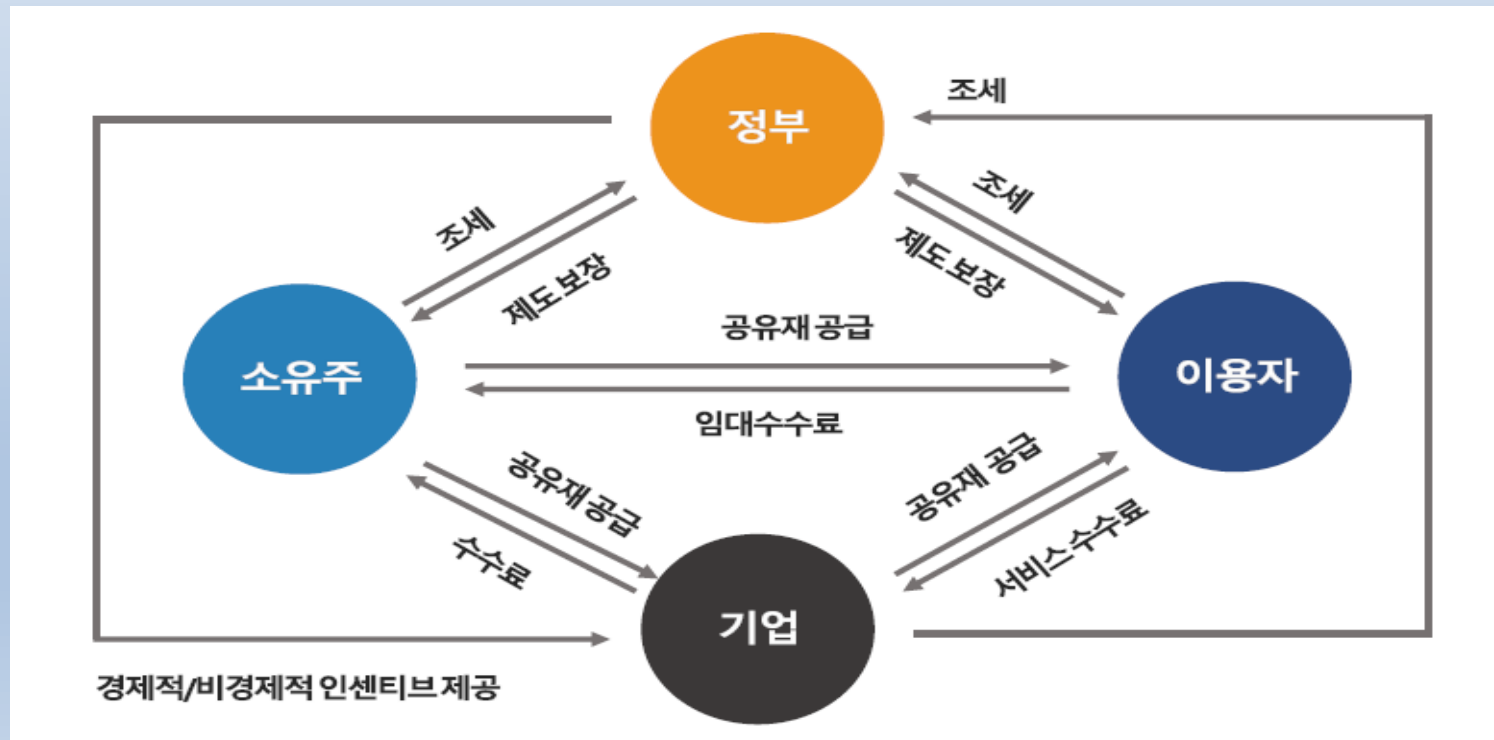 조세
정부
조세
조세
제도 보장
제도 보장
공유재 공급
소유주
이용자
임대수수료
공유재 공급
공유재 공급
수수료
서비스 수수료
기업
경제적/비경제적 인센티브 제공